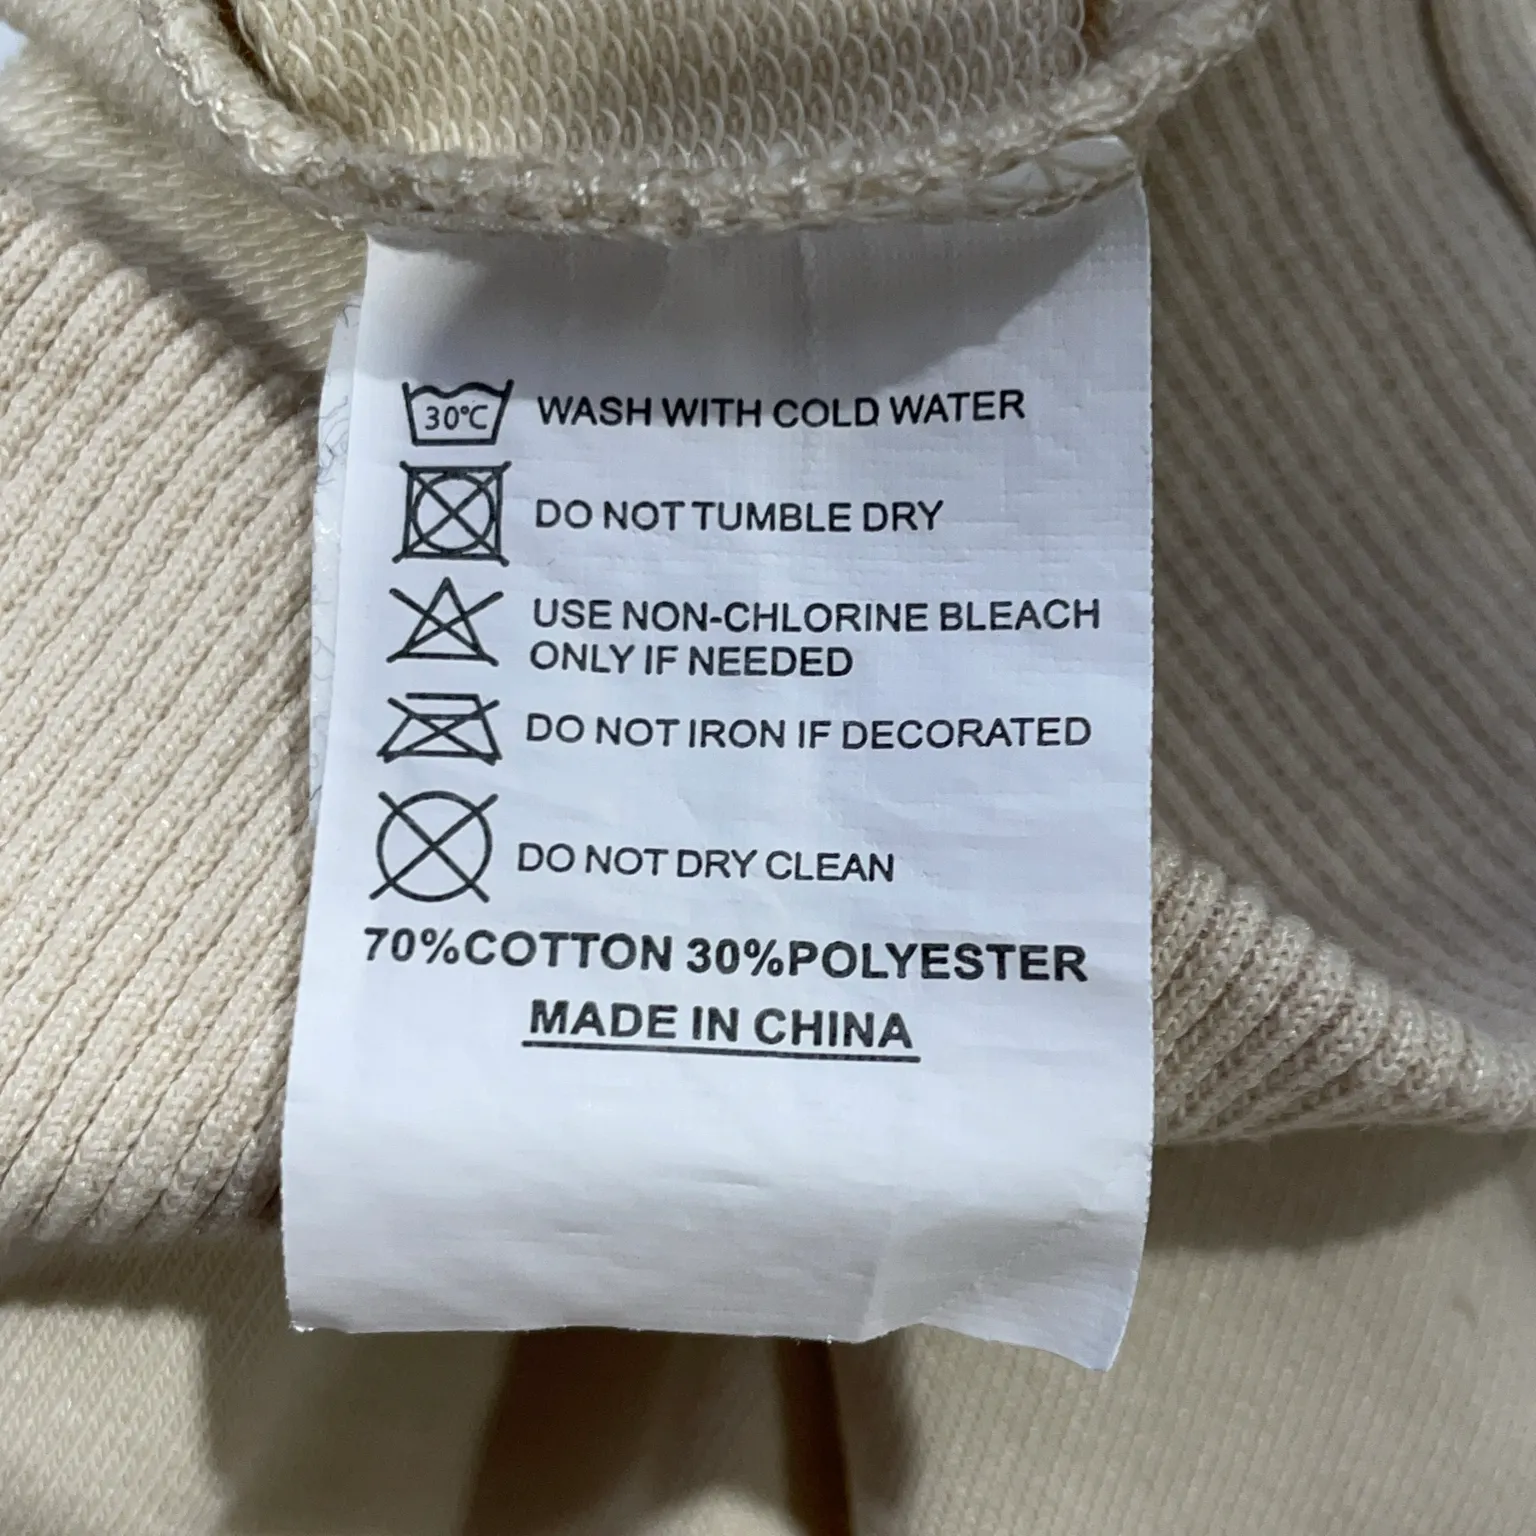 30°C WASH WITH COLD WATER
DO NOT TUMBLE DRY
USE NON-CHLORINE BLEACH
ONLY IF NEEDED
DO NOT IRON IF DECORATED
DO NOT DRY CLEAN
70%COTTON 30%POLYESTER
MADE IN CHINA